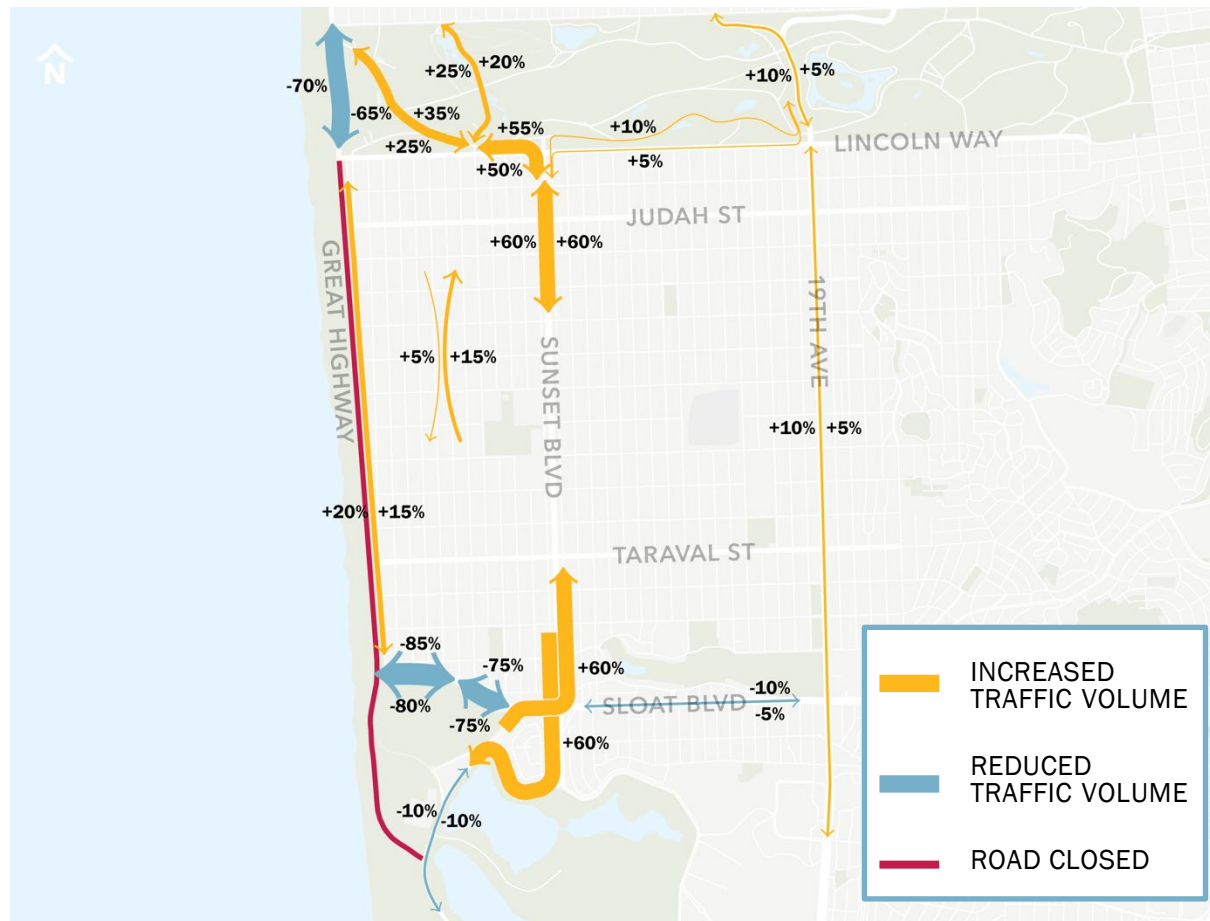 N
-70%
-65%
+35%
+25%
+25%
+20%
+55%
+50%
+10%
+5%
+10%
+5%
LINCOLN WAY
JUDAH ST
+60%
+60%
GREAT HIGHWAY
+5%
+15%
SUNSET BLVD
19TH AVE
+10%
+5%
+20%
+15%
TARAVAL ST
-85%
-80%
-75%
-75%
+60%
+60%
-10%
SLOAT BLVD
-5%
-10%
-10%
INCREASED
TRAFFIC VOLUME
REDUCED
TRAFFIC VOLUME
ROAD CLOSED